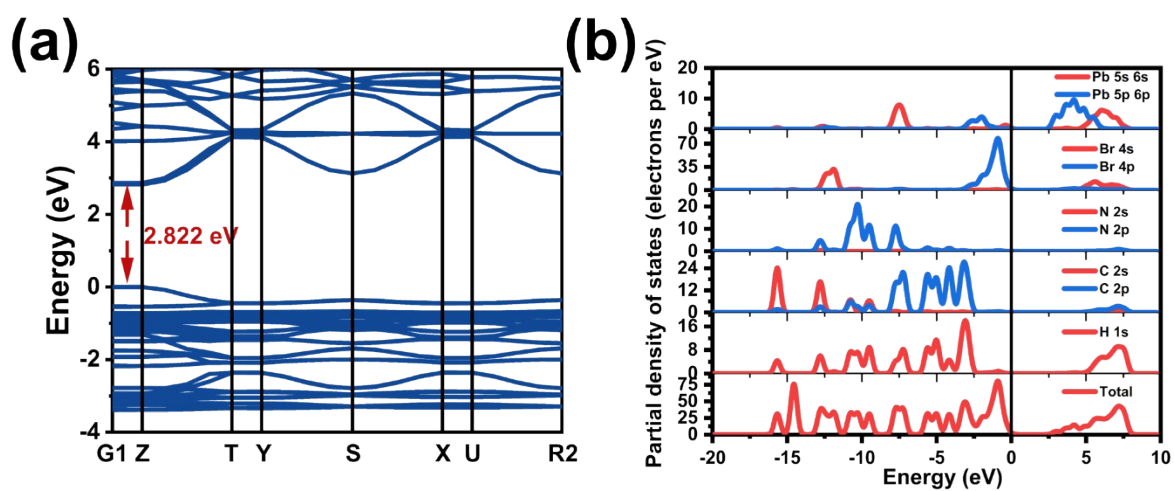 (a)
Energy (eV)
6
4
2
0
-2
-4
2.822 eV
G1 Z T Y S X U R2
(b)
Partial density of states (electrons per eV)
20
10
0
Pb 5s 6s
Pb 5p 6p
70
35
0
Br 4s
Br 4p
20
10
0
N 2s
N 2p
24
12
0
C 2s
C 2p
16
8
0
H 1s
75
50
25
0
Total
-20 -15 -10 -5 0 5 10
Energy (eV)